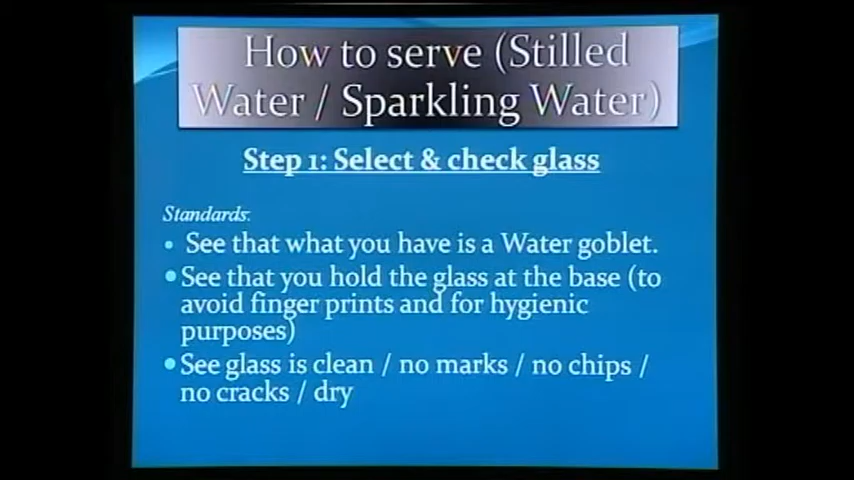 How to serve (Stilled
Water / Sparkling Water)
Step 1: Select & check glass
Standards:
• See that what you have is a Water goblet.
• See that you hold the glass at the base (to
avoid finger prints and for hygienic
purposes)
• See glass is clean / no marks / no chips /
no cracks / dry